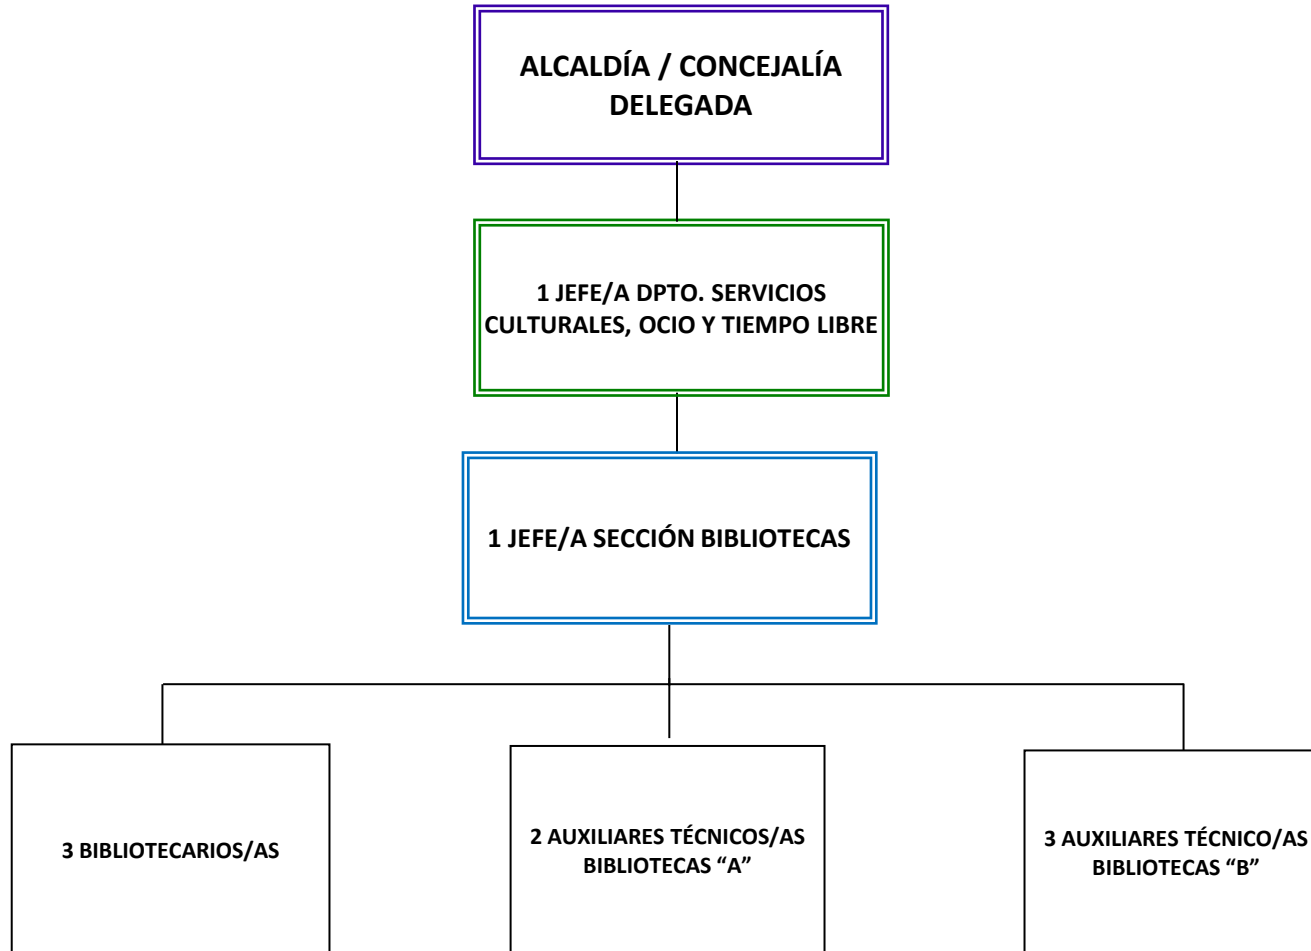 ALCALDÍA / CONCEJALÍA
DELEGADA
1 JEFE/A DPTO. SERVICIOS
CULTURALES, OCIO Y TIEMPO LIBRE
1 JEFE/A SECCIÓN BIBLIOTECAS
3 BIBLIOTECARIOS/AS
2 AUXILIARES TÉCNICOS/AS
BIBLIOTECAS “A”
3 AUXILIARES TÉCNICO/AS
BIBLIOTECAS “B”